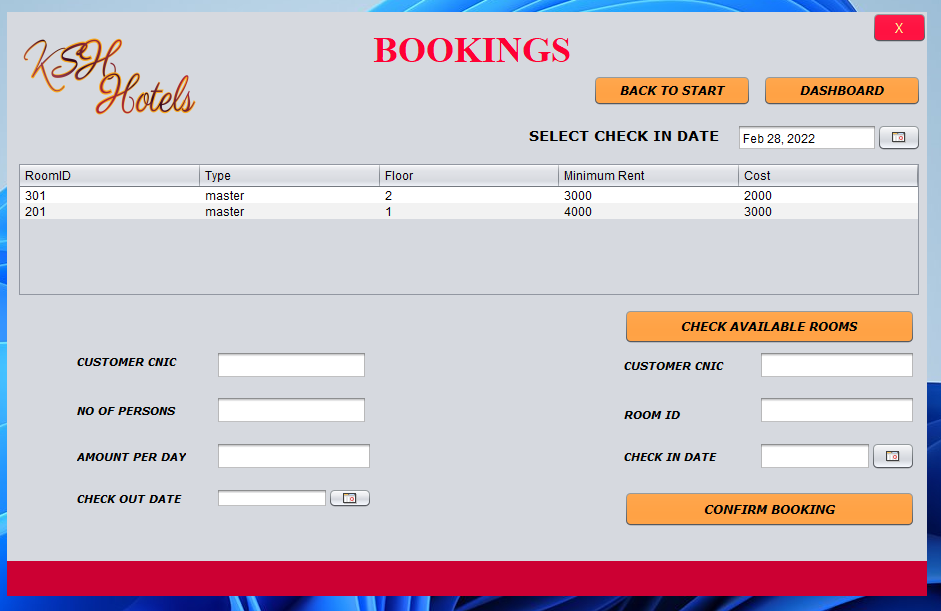 X
KSH
Hotels
BOOKINGS
BACK TO START DASHBOARD
SELECT CHECK IN DATE Feb 28, 2022
RoomID Type Floor Minimum Rent Cost
301 master 2 3000 2000
201 master 1 4000 3000
CHECK AVAILABLE ROOMS
CUSTOMER CNIC CUSTOMER CNIC
NO OF PERSONS ROOM ID
AMOUNT PER DAY CHECK IN DATE
CHECK OUT DATE CONFIRM BOOKING